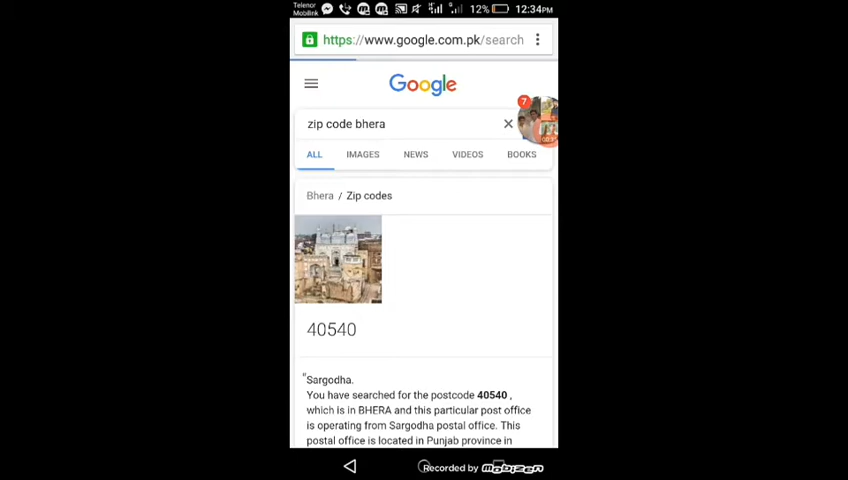 Telenor
Mobilink
12%
12:34PM
https://www.google.com.pk/search
Google
7
zip code bhera
ALL IMAGES NEWS VIDEOS BOOKS
Bhera / Zip codes
40540
"Sargodha.
You have searched for the postcode 40540 ,
which is in BHERA and this particular post office
is operating from Sargodha postal office. This
postal office is located in Punjab province in
Recorded by mobizen